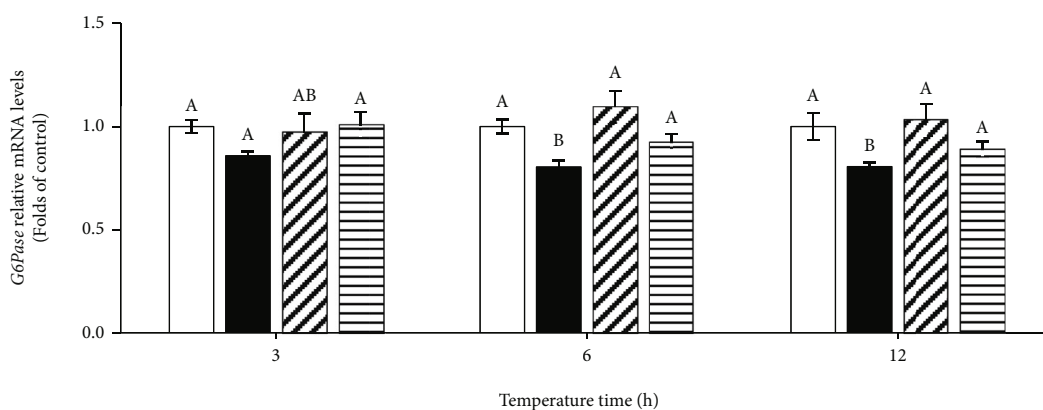 G6Pase relative mRNA levels
(Folds of control)
1.5
1.0
0.5
0.0
A
A
AB
A
A
B
A
A
A
B
A
A
3
6
12
Temperature time (h)